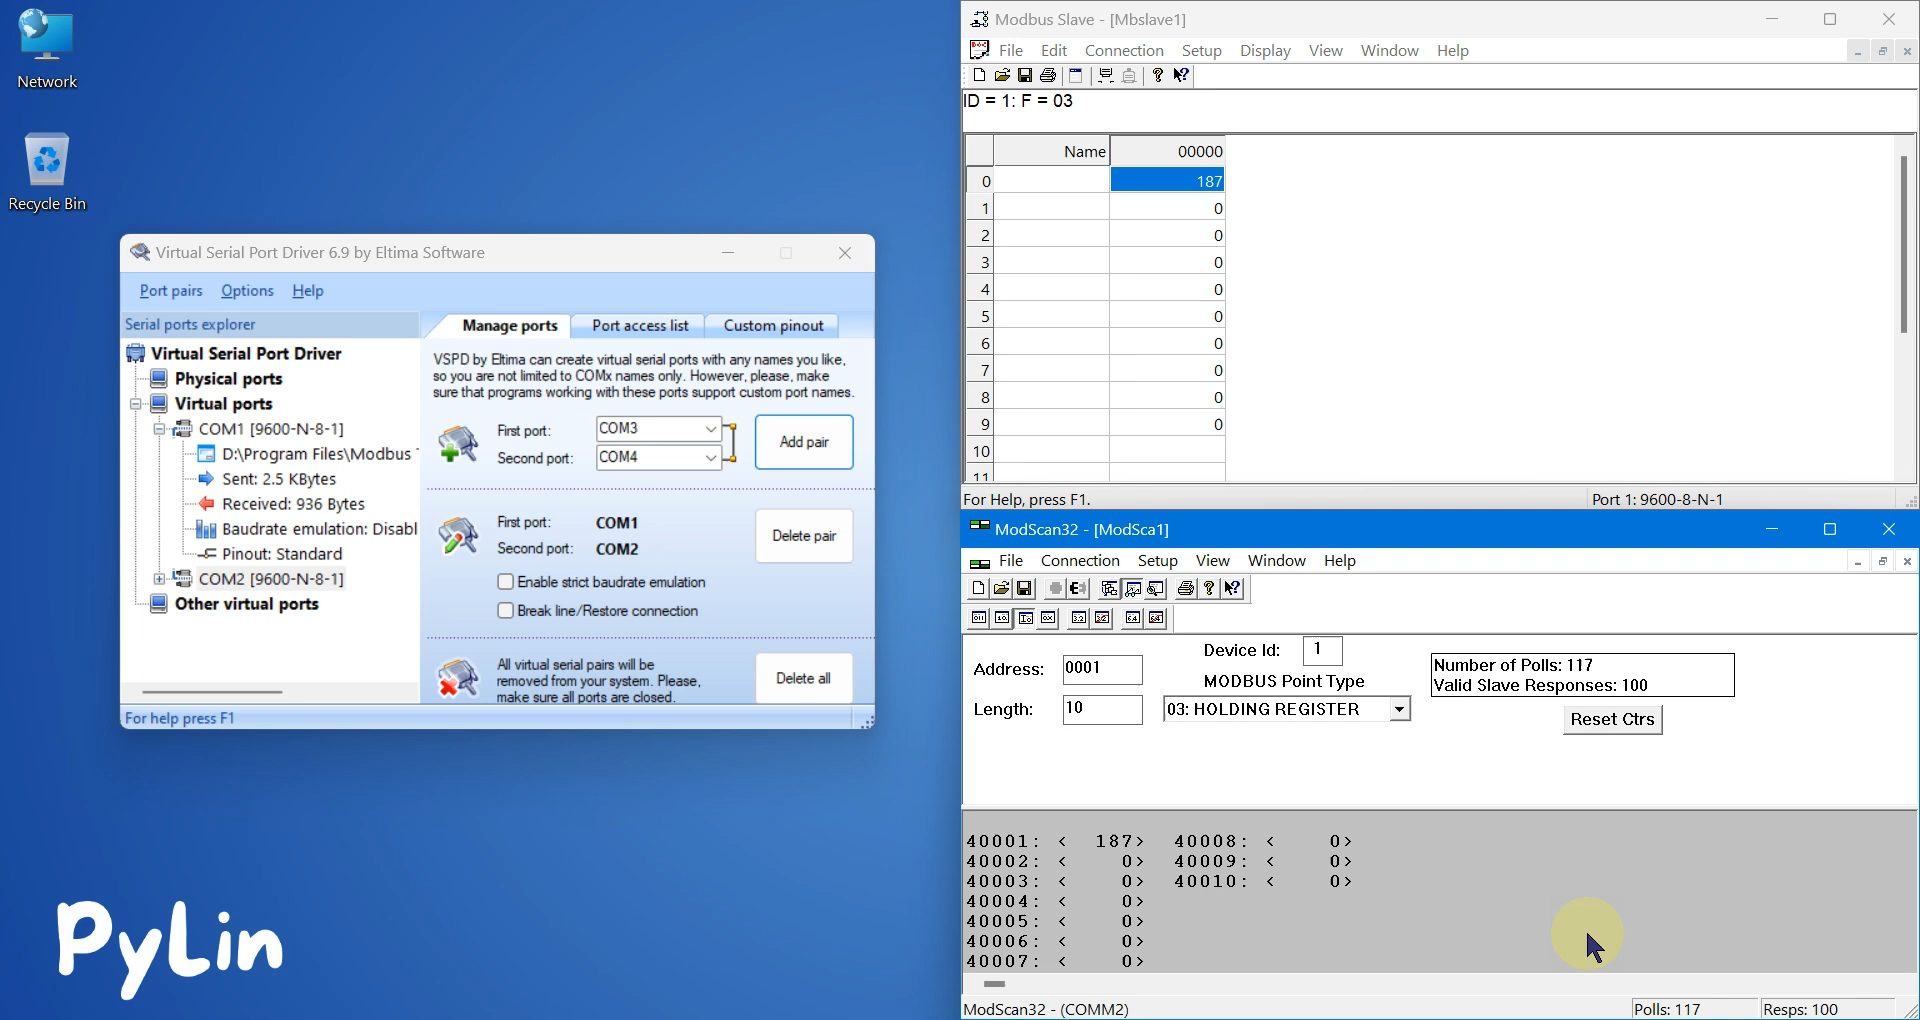 Network
Recycle Bin
Virtual Serial Port Driver 6.9 by Eltima Software
Port pairs Options Help
Serial ports explorer
Virtual Serial Port Driver
Physical ports
Virtual ports
COM1 [9600-N-8-1]
D:\Program Files\Modbus
Sent: 2.5 KBytes
Received: 936 Bytes
Baudrate emulation: Disabl
Pinout: Standard
COM2 [9600-N-8-1]
Other virtual ports
Manage ports Port access list Custom pinout
VSPD by Eltima can create virtual serial ports with any names you like,
so you are not limited to COMx names only. However, please, make
sure that programs working with these ports support custom port names.
First port: COM3
Second port: COM4
Add pair
First port: COM1
Second port: COM2
Delete pair
Enable strict baudrate emulation
Break line/Restore connection
All virtual serial pairs will be
removed from your system. Please,
make sure all ports are closed.
Delete all
For help press F1
PyLin
Modbus Slave - [Mbslave1]
File Edit Connection Setup Display View Window Help
ID = 1: F = 03
Name 00000
0 187
1 0
2 0
3 0
4 0
5 0
6 0
7 0
8 0
9 0
10
11
For Help, press F1. Port 1: 9600-8-N-1
ModScan32 - [ModSca1]
File Connection Setup View Window Help
Address: 0001
Length: 10
Device Id: 1
MODBUS Point Type
03: HOLDING REGISTER
Number of Polls: 117
Valid Slave Responses: 100
Reset Ctrs
40001: < 187> 40008: < 0>
40002: < 0> 40009: < 0>
40003: < 0> 40010: < 0>
40004: < 0>
40005: < 0>
40006: < 0>
40007: < 0>
ModScan32 - (COMM2) Polls: 117 Resps: 100